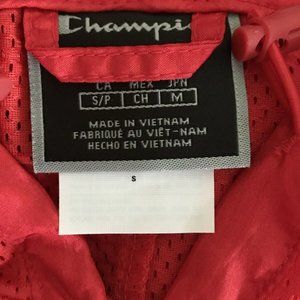 Champi
CA MEX JPN
S/P CH M
MADE IN VIETNAM
FABRIQUÉ AU VIÊT-NAM
HECHO EN VIETNAM
S